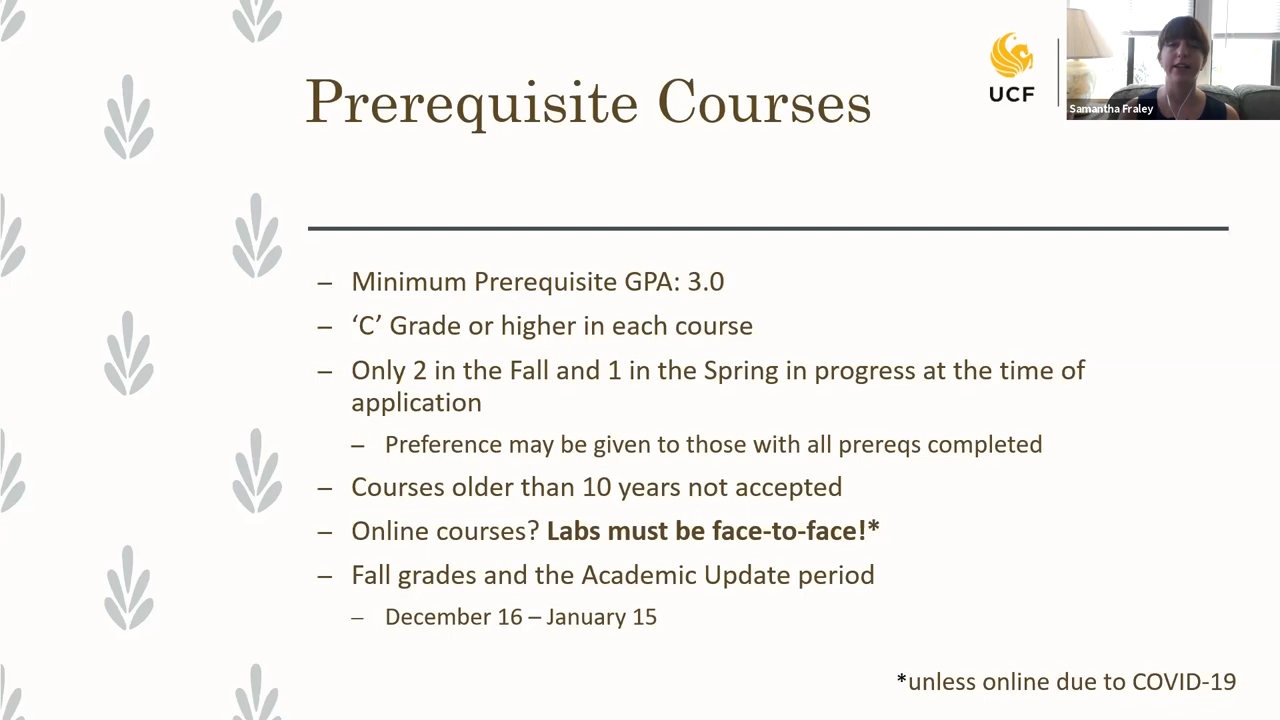 Prerequisite Courses
UCF
Samantha Fraley
– Minimum Prerequisite GPA: 3.0
– ‘C’ Grade or higher in each course
– Only 2 in the Fall and 1 in the Spring in progress at the time of
application
– Preference may be given to those with all prereqs completed
– Courses older than 10 years not accepted
– Online courses? Labs must be face-to-face!*
– Fall grades and the Academic Update period
– December 16 – January 15
*unless online due to COVID-19